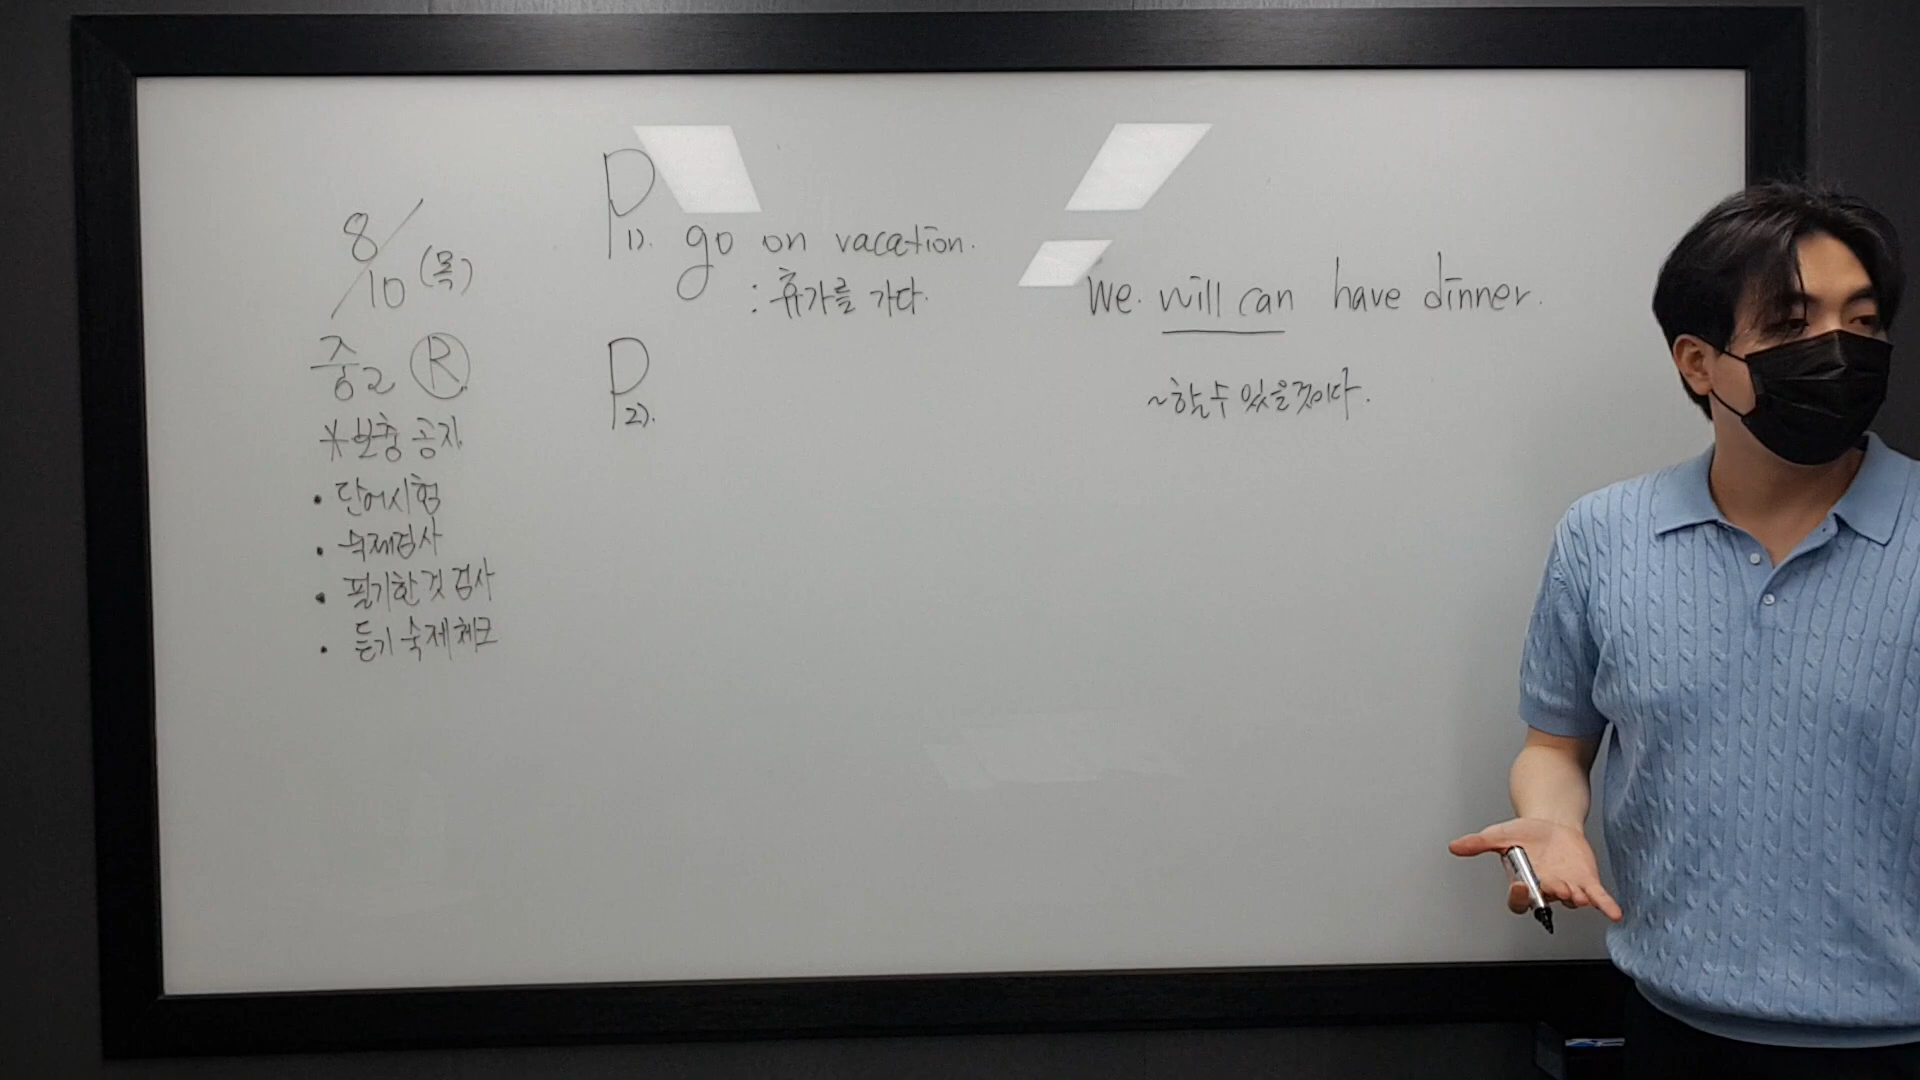 8/10 (목)
중2 Ⓡ
*보충 공지
• 단어시험
• 숙제검사
• 필기한것 검사
• 듣기 숙제 체크
P 1). go on vacation.
: 휴가를 가다.
P 2).
We will can have dinner.
~할 수 있을것이다.